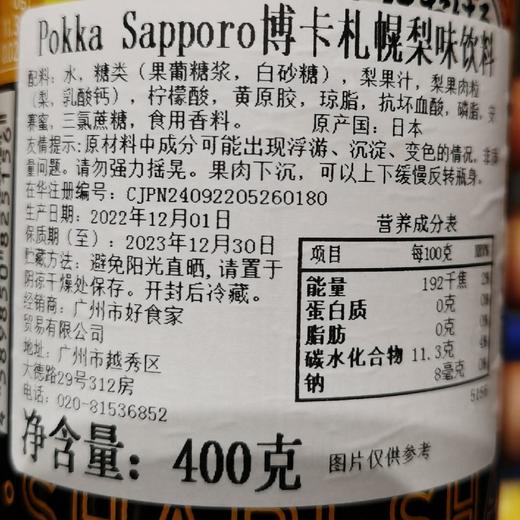 Pokka Sapporo博卡札幌梨味饮料
配料：水，糖类（果葡糖浆，白砂糖），梨果汁，梨果肉粒
（梨，乳酸钙），柠檬酸，黄原胶，琼脂，抗坏血酸，磷脂，安
赛蜜，三氯蔗糖，食用香料。 原产国：日本
友情提示：原材料中成分可能出现浮游、沉淀、变色的情况，非质
量问题。请勿强力摇晃。果肉下沉，可以上下缓慢反转瓶身。
在华注册编号：CJPN24092205260180
生产日期：2022年12月01日
保质期（至）：2023年12月30日
贮藏方法：避免阳光直晒，请置于
阴凉干燥处保存。开封后冷藏。
经销商：广州市好食家
贸易有限公司
地址：广州市越秀区
大德路29号312房
电话：020-81536852
营养成分表
项目 每100克
能量 192千焦 2%
蛋白质 0克 0%
脂肪 0克 0%
碳水化合物 11.3克 4%
钠 8毫克 0%
净含量：400克
图片仅供参考